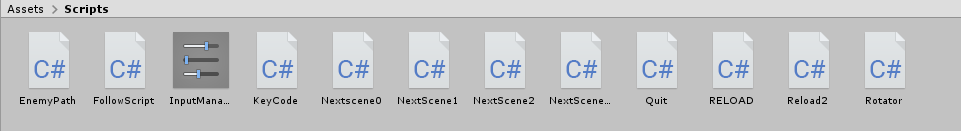 Assets > Scripts
C# C# C# C# C# C# C# C# C# C# C#
EnemyPath FollowScript InputMana... KeyCode Nextscene0 NextScene1 NextScene2 NextScene... Quit RELOAD Reload2 Rotator